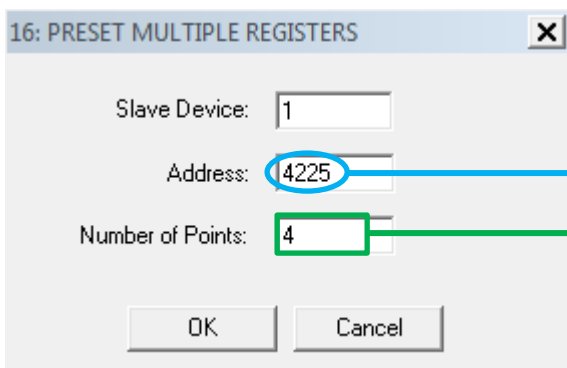 16: PRESET MULTIPLE REGISTERS
Slave Device: 1
Address: 4225
Number of Points: 4
OK Cancel